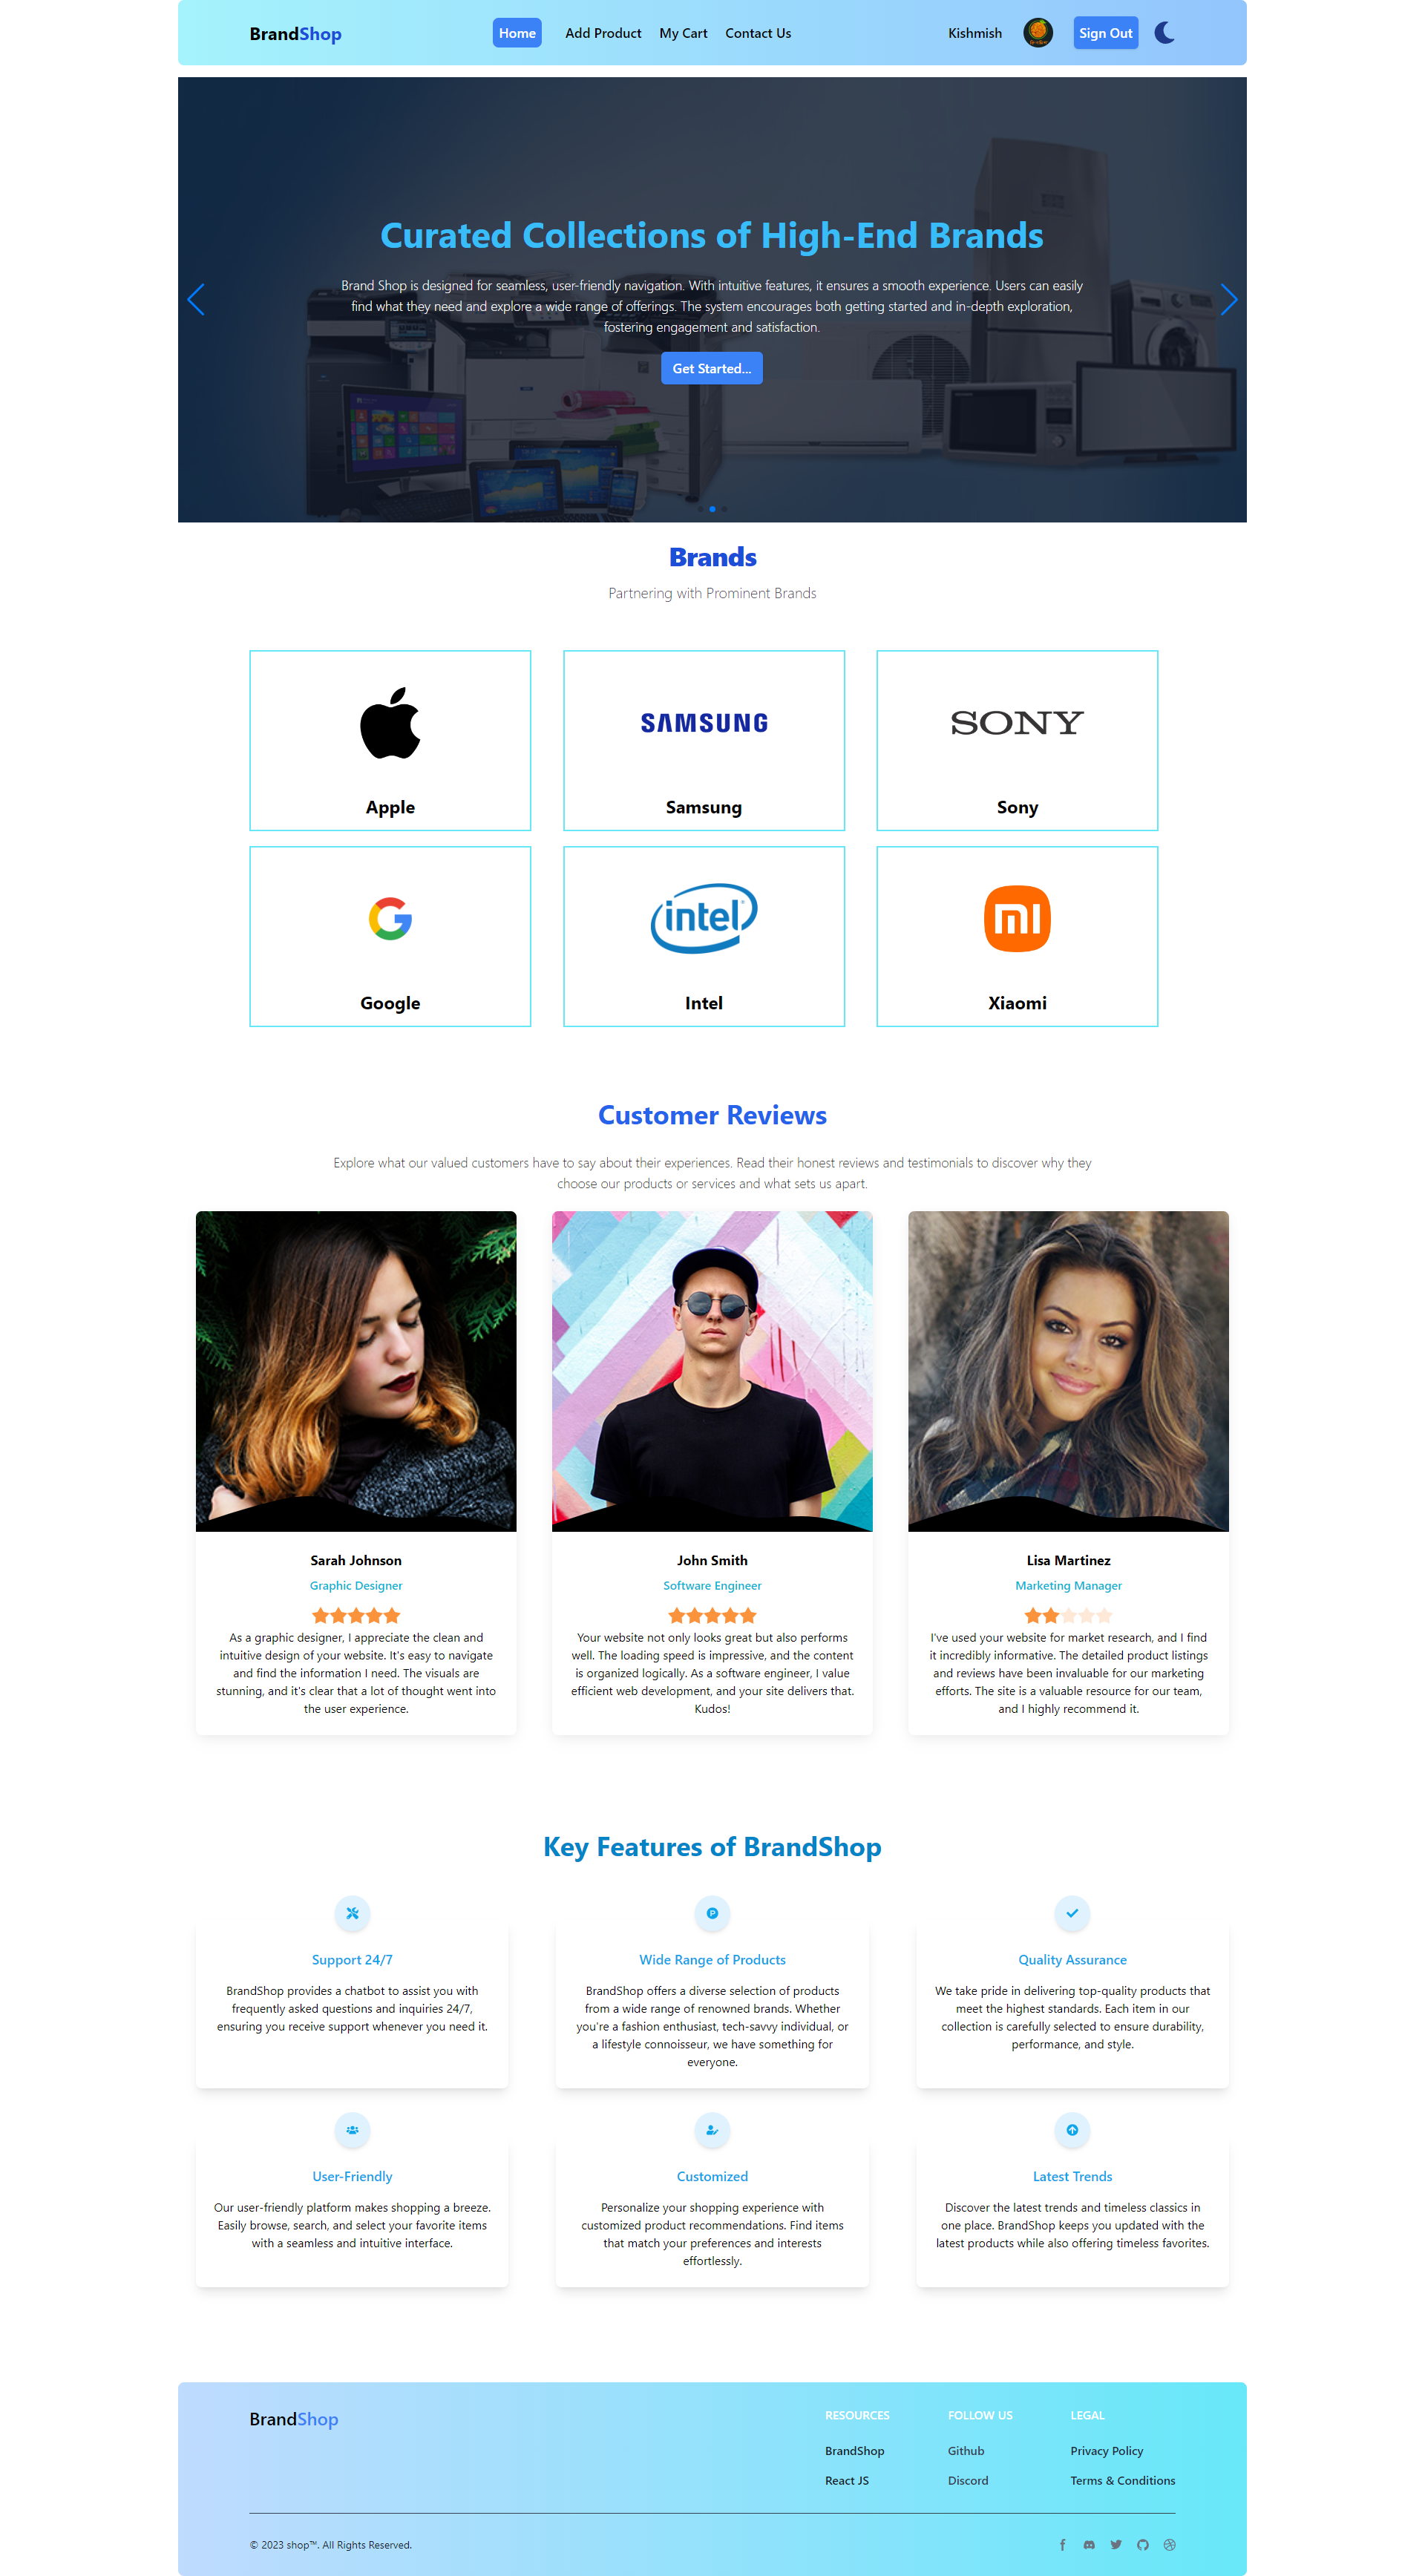 BrandShop
Home
Add Product
My Cart
Contact Us
Kishmish
Sign Out
Curated Collections of High-End Brands
Brand Shop is designed for seamless, user-friendly navigation. With intuitive features, it ensures a smooth experience. Users can easily
find what they need and explore a wide range of offerings. The system encourages both getting started and in-depth exploration,
fostering engagement and satisfaction.
Get Started...
Brands
Partnering with Prominent Brands
SAMSUNG
SONY
Apple
Samsung
Sony
intel
mi
Google
Intel
Xiaomi
Customer Reviews
Explore what our valued customers have to say about their experiences. Read their honest reviews and testimonials to discover why they
choose our products or services and what sets us apart.
Sarah Johnson
Graphic Designer
As a graphic designer, I appreciate the clean and
intuitive design of your website. It's easy to navigate
and find the information I need. The visuals are
stunning, and it's clear that a lot of thought went into
the user experience.
John Smith
Software Engineer
Your website not only looks great but also performs
well. The loading speed is impressive, and the content
is organized logically. As a software engineer, I value
efficient web development, and your site delivers that.
Kudos!
Lisa Martinez
Marketing Manager
I've used your website for market research, and I find
it incredibly informative. The detailed product listings
and reviews have been invaluable for our marketing
efforts. The site is a valuable resource for our team,
and I highly recommend it.
Key Features of BrandShop
Support 24/7
BrandShop provides a chatbot to assist you with
frequently asked questions and inquiries 24/7,
ensuring you receive support whenever you need it.
Wide Range of Products
BrandShop offers a diverse selection of products
from a wide range of renowned brands. Whether
you're a fashion enthusiast, tech-savvy individual, or
a lifestyle connoisseur, we have something for
everyone.
Quality Assurance
We take pride in delivering top-quality products that
meet the highest standards. Each item in our
collection is carefully selected to ensure durability,
performance, and style.
User-Friendly
Our user-friendly platform makes shopping a breeze.
Easily browse, search, and select your favorite items
with a seamless and intuitive interface.
Customized
Personalize your shopping experience with
customized product recommendations. Find items
that match your preferences and interests
effortlessly.
Latest Trends
Discover the latest trends and timeless classics in
one place. BrandShop keeps you updated with the
latest products while also offering timeless favorites.
BrandShop
RESOURCES
BrandShop
React JS
FOLLOW US
Github
Discord
LEGAL
Privacy Policy
Terms & Conditions
© 2023 shop™. All Rights Reserved.